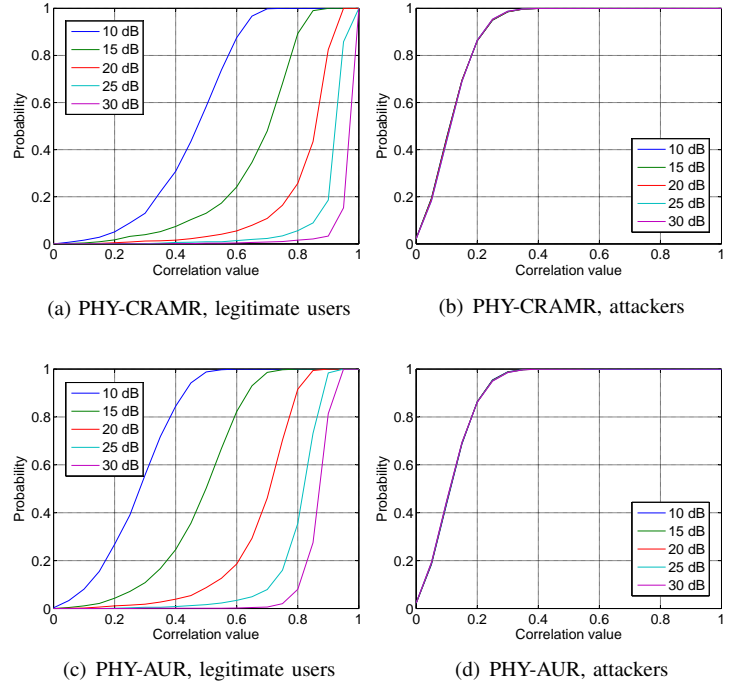 1
0.8
0.6
0.4
0.2
0
Probability
10 dB
15 dB
20 dB
25 dB
30 dB
0 0.2 0.4 0.6 0.8 1
Correlation value
(a) PHY-CRAMR, legitimate users
1
0.8
0.6
0.4
0.2
0
Probability
10 dB
15 dB
20 dB
25 dB
30 dB
0 0.2 0.4 0.6 0.8 1
Correlation value
(b) PHY-CRAMR, attackers
1
0.8
0.6
0.4
0.2
0
Probability
10 dB
15 dB
20 dB
25 dB
30 dB
0 0.2 0.4 0.6 0.8 1
Correlation value
(c) PHY-AUR, legitimate users
1
0.8
0.6
0.4
0.2
0
Probability
10 dB
15 dB
20 dB
25 dB
30 dB
0 0.2 0.4 0.6 0.8 1
Correlation value
(d) PHY-AUR, attackers